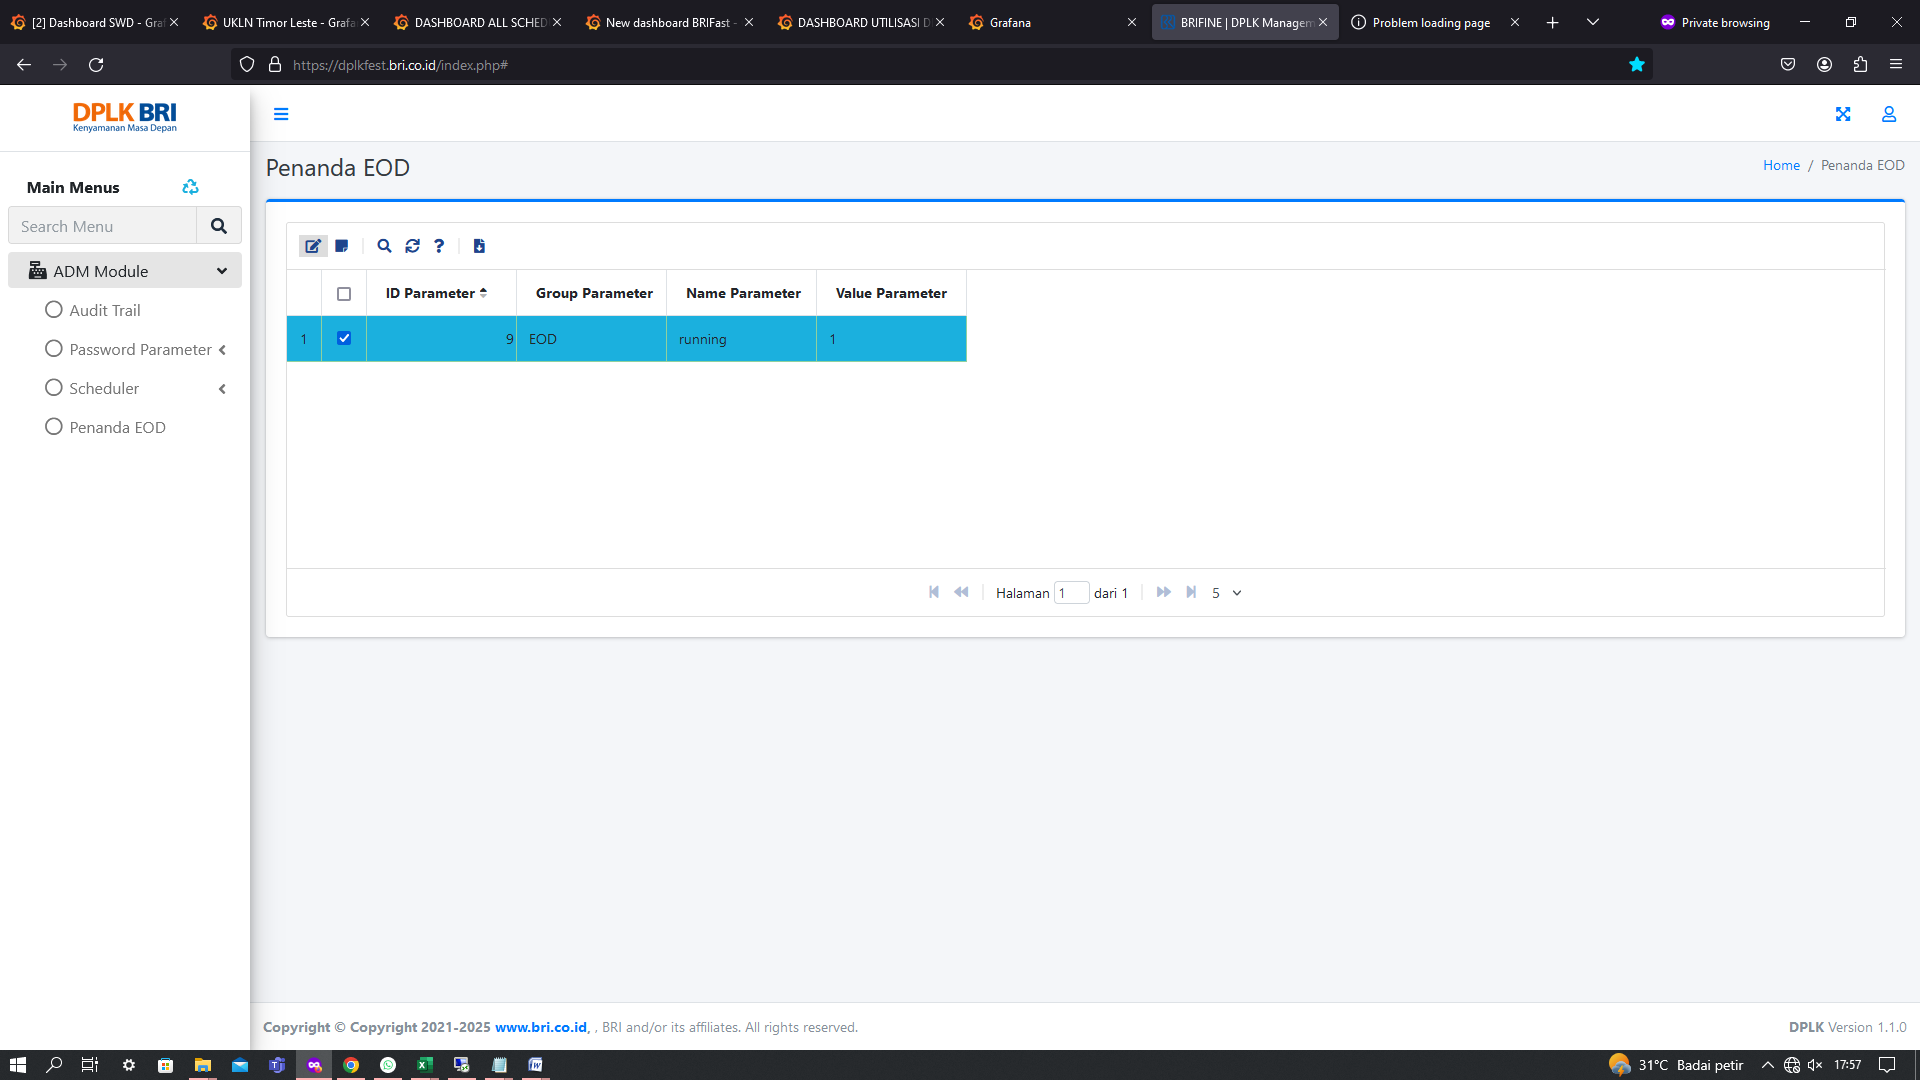 [2] Dashboard SWD - Graf
UKLN Timor Leste - Grafa
DASHBOARD ALL SCHED
New dashboard BRIFast -
DASHBOARD UTILISASI D
Grafana
BRIFINE | DPLK Managem
Problem loading page
Private browsing
https://dplkfest.bri.co.id/index.php#
DPLK BRI
Kenyamanan Masa Depan
Main Menus
Search Menu
ADM Module
Audit Trail
Password Parameter
Scheduler
Penanda EOD
Penanda EOD
Home / Penanda EOD
ID Parameter Group Parameter Name Parameter Value Parameter
1 9 EOD running 1
Halaman 1 dari 1 5
Copyright © Copyright 2021-2025 www.bri.co.id, , BRI and/or its affiliates. All rights reserved.
DPLK Version 1.1.0
31°C Badai petir
17:57